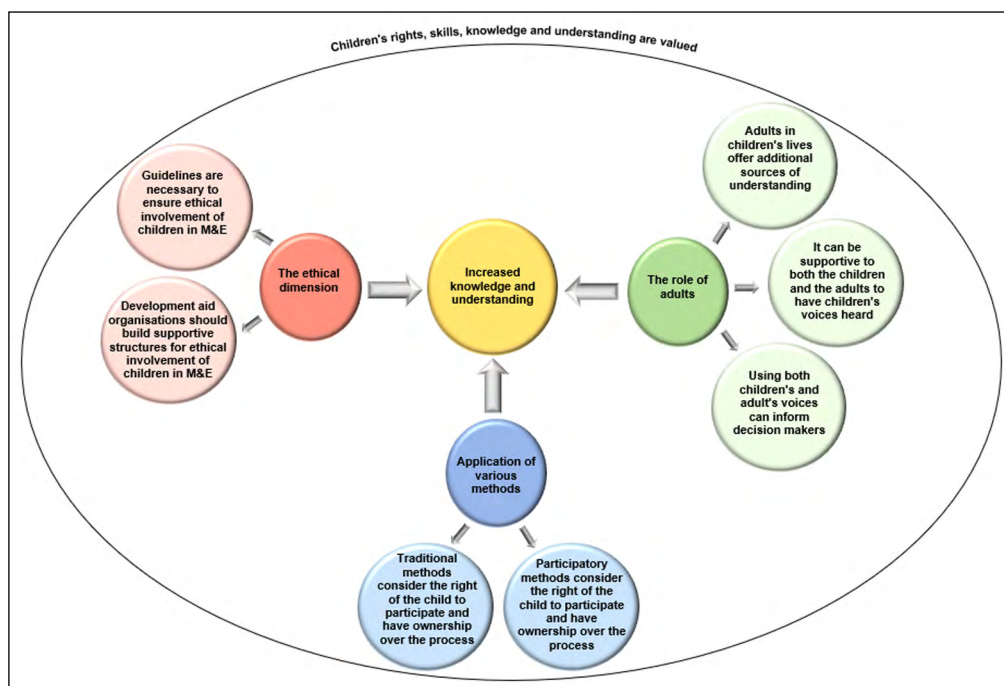 Children's rights, skills, knowledge and understanding are valued
Guidelines are
necessary to
ensure ethical
involvement of
children in M&E
The ethical
dimension
Development aid
organisations should
build supportive
structures for ethical
involvement of
children in M&E
Increased
knowledge and
understanding
Adults in
children's lives
offer additional
sources of
understanding
The role of
adults
It can be
supportive to
both the children
and the adults to
have children's
voices heard
Using both
children's and
adult's voices
can inform
decision makers
Application of
various
methods
Traditional
methods
consider the right
of the child to
participate and
have ownership
over the process
Participatory
methods consider
the right of the
child to participate
and have
ownership over the
process